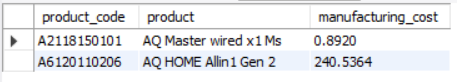 product_code product manufacturing_cost
A2118150101 AQ Master wired x1 Ms 0.8920
A6120110206 AQ HOME Allin1 Gen 2 240.5364